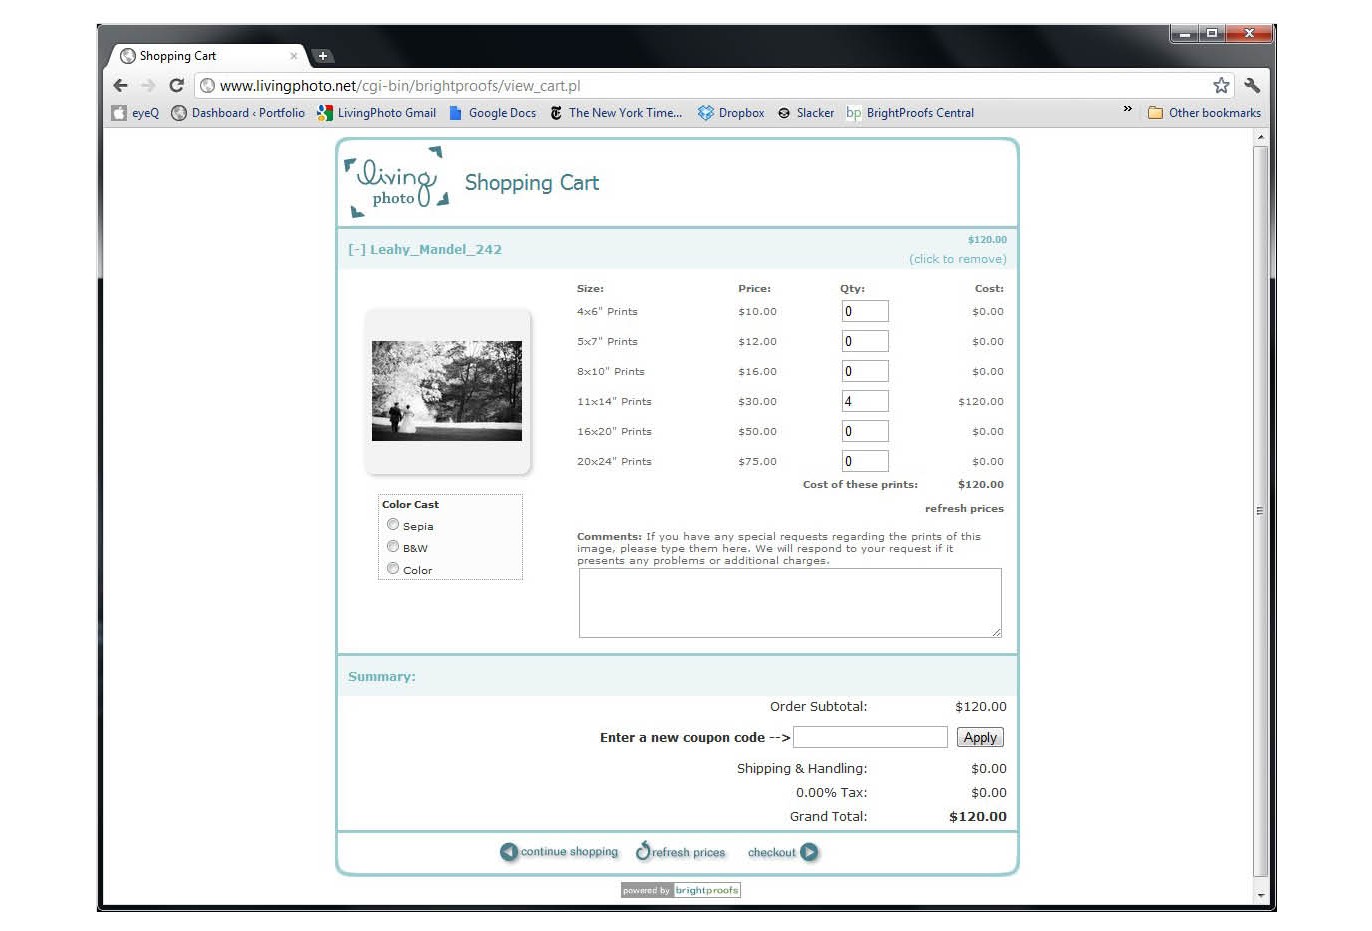 Shopping Cart
www.livingphoto.net/cgi-bin/brightproofs/view_cart.pl
eyeQ Dashboard ‹ Portfolio LivingPhoto Gmail Google Docs The New York Time... Dropbox Slacker bp BrightProofs Central » Other bookmarks
living
photo
Shopping Cart
[-] Leahy_Mandel_242
$120.00
(click to remove)
Size: Price: Qty: Cost:
4x6" Prints $10.00 0 $0.00
5x7" Prints $12.00 0 $0.00
8x10" Prints $16.00 0 $0.00
11x14" Prints $30.00 4 $120.00
16x20" Prints $50.00 0 $0.00
20x24" Prints $75.00 0 $0.00
Cost of these prints: $120.00
refresh prices
Color Cast
Sepia
B&W
Color
Comments: If you have any special requests regarding the prints of this
image, please type them here. We will respond to your request if it
presents any problems or additional charges.
Summary:
Order Subtotal: $120.00
Enter a new coupon code --> Apply
Shipping & Handling: $0.00
0.00% Tax: $0.00
Grand Total: $120.00
continue shopping refresh prices checkout
powered by brightproofs